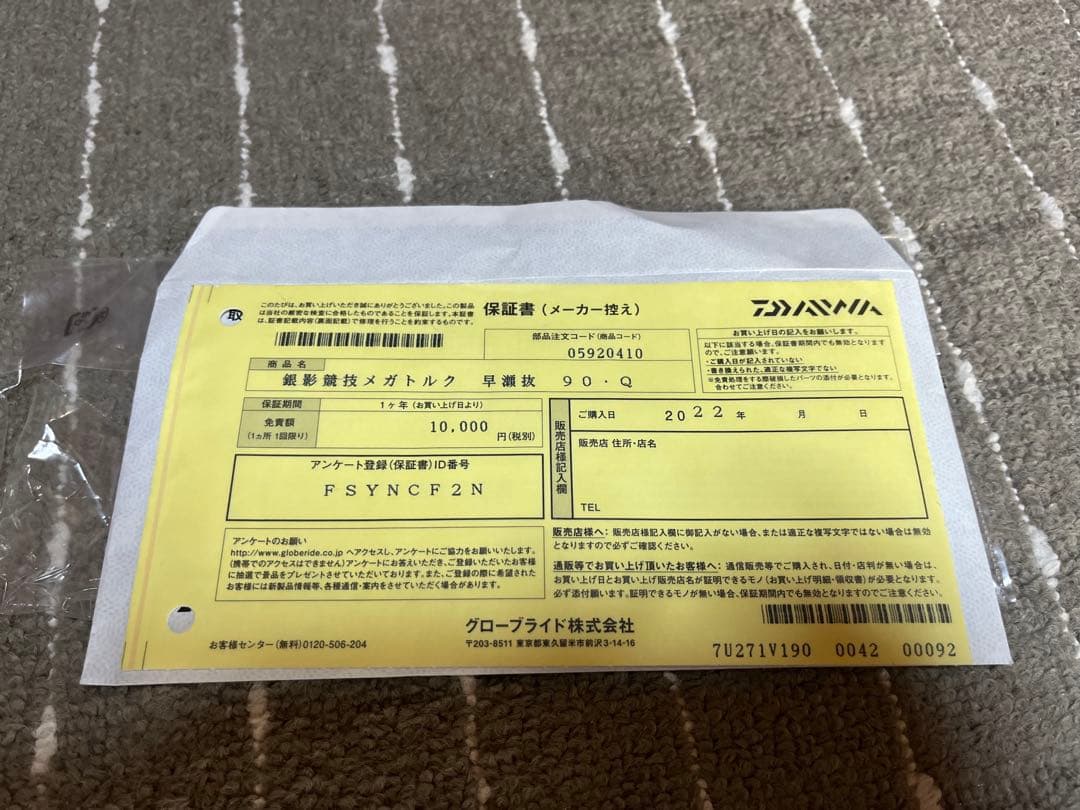 取
このたびは、お買い上げいただき誠にありがとうございました。この製品
は当社の厳密な検査に合格したものであることを保証します。本証書
は、証書記載内容(裏面記載)で修理を行うことを約束するものです。
保証書(メーカー控え)
DAIWA
部品注文コード(商品コード)
05920410
お買い上げ日の記入をお願いします。
以下に該当する場合、保証書期間内でも無効となります
ので、ご注意願います。
・ご購入日が記入されていない
・書き換えられた、適正な複写文字でない
※免責処理をする際破損したパーツの添付が必要となります。
合わせてご注意ください。
商品名
銀影競技メガトルク 早瀬抜 90・Q
保証期間
1ヶ年(お買い上げ日より)
免責額
(1ヵ所 1回限り)
10,000
円(税別)
アンケート登録(保証書)ID番号
FSYNCF2N
販売店様記入欄
ご購入日
2022年 月 日
販売店 住所・店名
TEL
アンケートのお願い
http://www.globeride.co.jp へアクセスし、アンケートにご協力をお願いいたします。
(携帯でのアクセスはできません)アンケートにお答えいただき、ご登録いただいたお客様
に抽選で景品をプレゼントさせていただいております。また、ご登録の際に希望された
お客様には新製品情報等、各種通信・案内をさせていただく場合があります。
販売店様へ:販売店様記入欄に御記入がない場合、または適正な複写文字ではない場合は無効
となりますので必ずご確認ください。
通販等でお買い上げ頂いたお客様へ:通信販売等でご購入され、日付・店判が無い場合は、
お買い上げ日とお買い上げ販売店名が証明できるモノ(お買い上げ明細・領収書)が必要となります。
必ず添付願います。証明できるモノが無い場合、保証期間内でも無効となりますのでご注意ください。
お客様センター(無料)0120-506-204
グローブライド株式会社
〒203-8511 東京都東久留米市前沢3-14-16
7U271V190 0042 00092